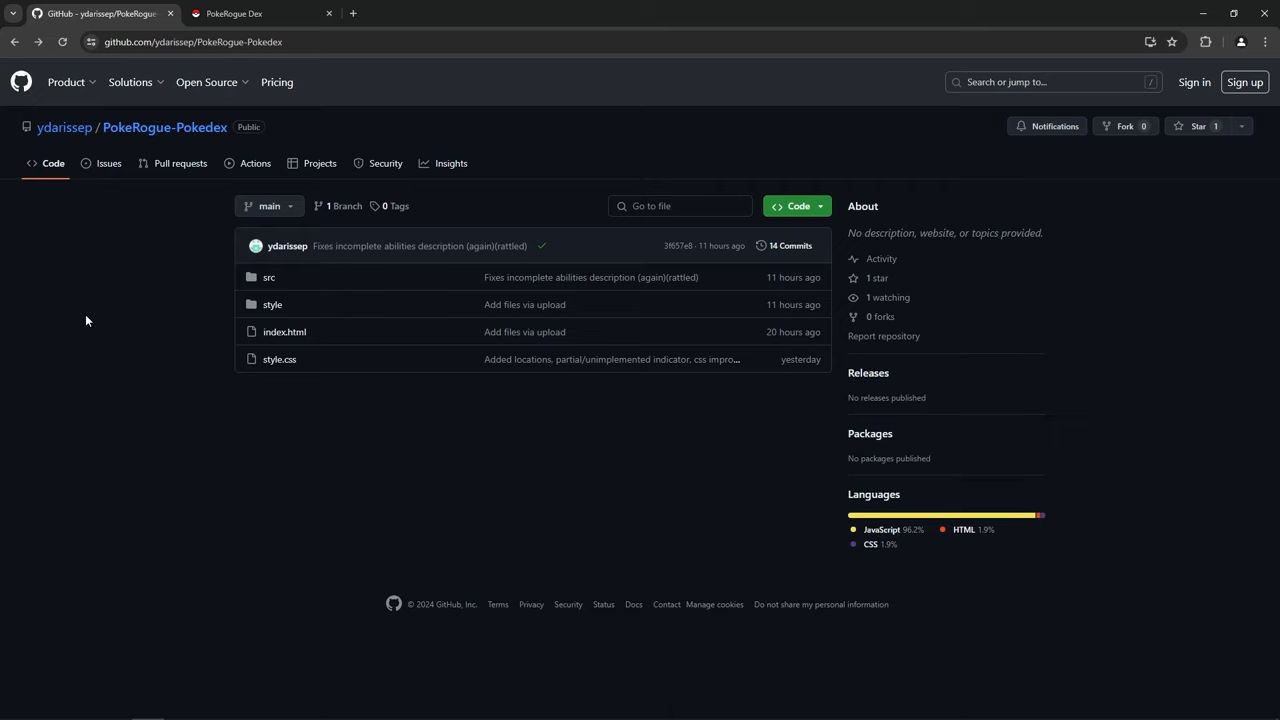 GitHub - ydarissep/PokeRogue-
PokeRogue Dex
github.com/ydarissep/PokeRogue-Pokedex
Product Solutions Open Source Pricing
Search or jump to... /
Sign in Sign up
ydarissep / PokeRogue-Pokedex Public
Notifications Fork 0 Star 1
Code Issues Pull requests Actions Projects Security Insights
main 1 Branch 0 Tags Go to file Code
ydarissep Fixes incomplete abilities description (again)(rattled) 3f657e8 · 11 hours ago 14 Commits
src Fixes incomplete abilities description (again)(rattled) 11 hours ago
style Add files via upload 11 hours ago
index.html Add files via upload 20 hours ago
style.css Added locations, partial/unimplemented indicator, css impro... yesterday
About
No description, website, or topics provided.
Activity
1 star
1 watching
0 forks
Report repository
Releases
No releases published
Packages
No packages published
Languages
JavaScript 96.2% HTML 1.9%
CSS 1.9%
© 2024 GitHub, Inc. Terms Privacy Security Status Docs Contact Manage cookies Do not share my personal information